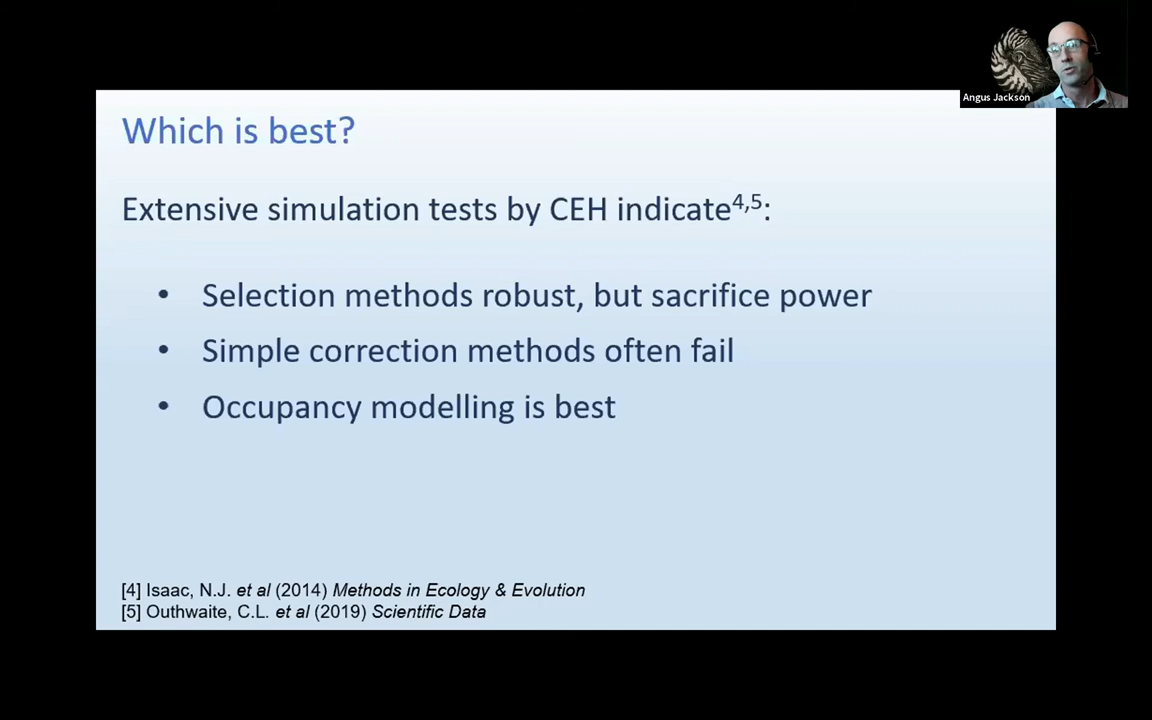 Angus Jackson
Which is best?
Extensive simulation tests by CEH indicate4,5:
• Selection methods robust, but sacrifice power
• Simple correction methods often fail
• Occupancy modelling is best
[4] Isaac, N.J. et al (2014) Methods in Ecology & Evolution
[5] Outhwaite, C.L. et al (2019) Scientific Data